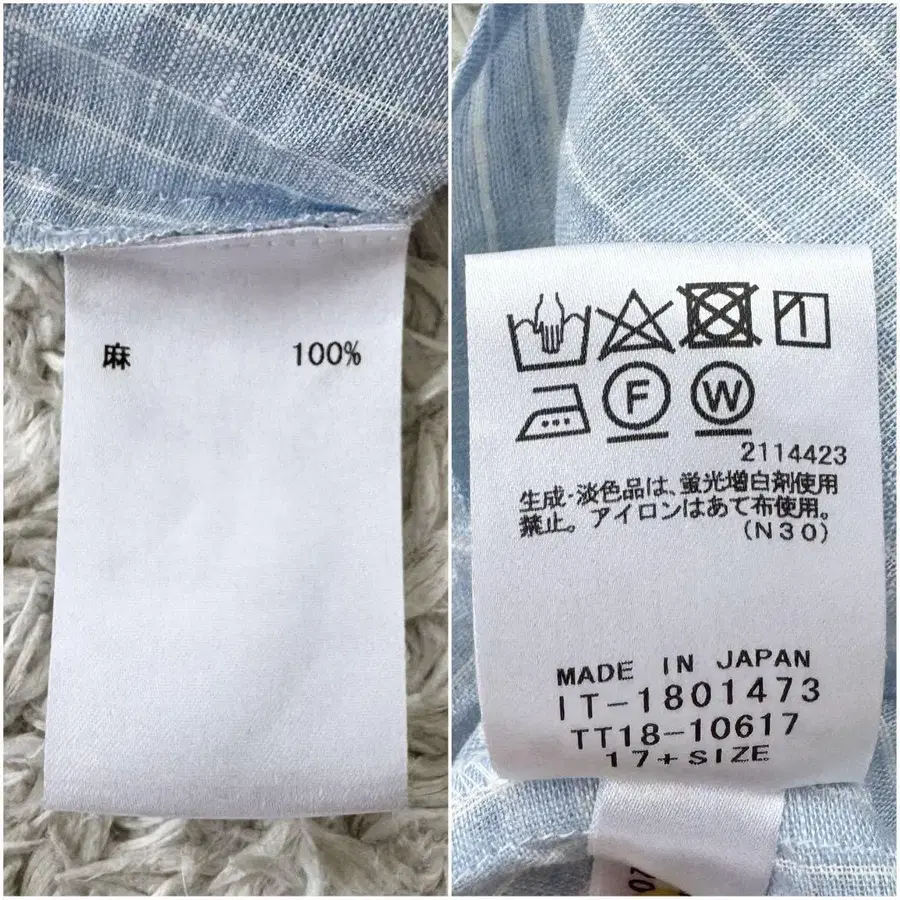 麻 100%
F W
2114423
生成・淡色品は、蛍光増白剤使用
禁止。アイロンはあて布使用。
(N30)
MADE IN JAPAN
IT-1801473
TT18-10617
17+SIZE